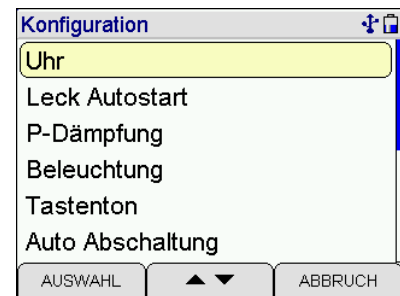 Konfiguration
Uhr
Leck Autostart
P-Dämpfung
Beleuchtung
Tastenton
Auto Abschaltung
AUSWAHL ▲ ▼ ABBRUCH